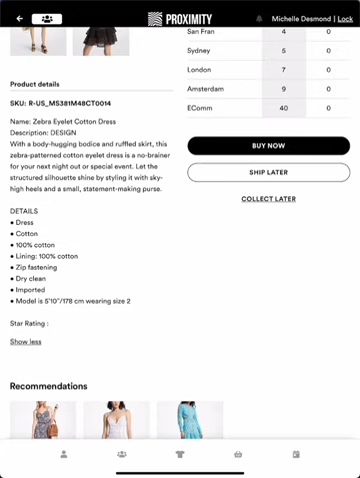 PROXIMITY
Michelle Desmond | Lock
San Fran 4 0
Sydney 5 0
London 7 0
Amsterdam 9 0
EComm 40 0
BUY NOW
SHIP LATER
COLLECT LATER
Product details
SKU: R-US_MS381M48CT0014
Name: Zebra Eyelet Cotton Dress
Description: DESIGN
With a body-hugging bodice and ruffled skirt, this
zebra-patterned cotton eyelet dress is a no-brainer
for your next night out or special event. Let the
structured silhouette shine by styling it with sky-
high heels and a small, statement-making purse.
DETAILS
• Dress
• Cotton
• 100% cotton
• Lining: 100% cotton
• Zip fastening
• Dry clean
• Imported
• Model is 5'10"/178 cm wearing size 2
Star Rating :
Show less
Recommendations